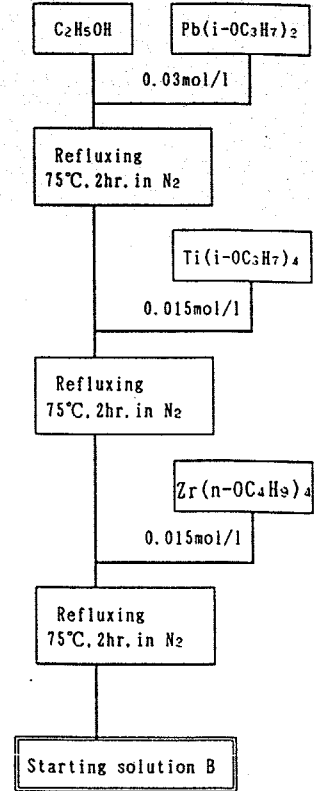 C₂H₅OH
Pb(i-OC₃H₇)₂
0.03mol/l
Refluxing
75℃, 2hr. in N₂
Ti(i-OC₃H₇)₄
0.015mol/l
Refluxing
75℃, 2hr. in N₂
Zr(n-OC₄H₉)₄
0.015mol/l
Refluxing
75℃, 2hr. in N₂
Starting solution B